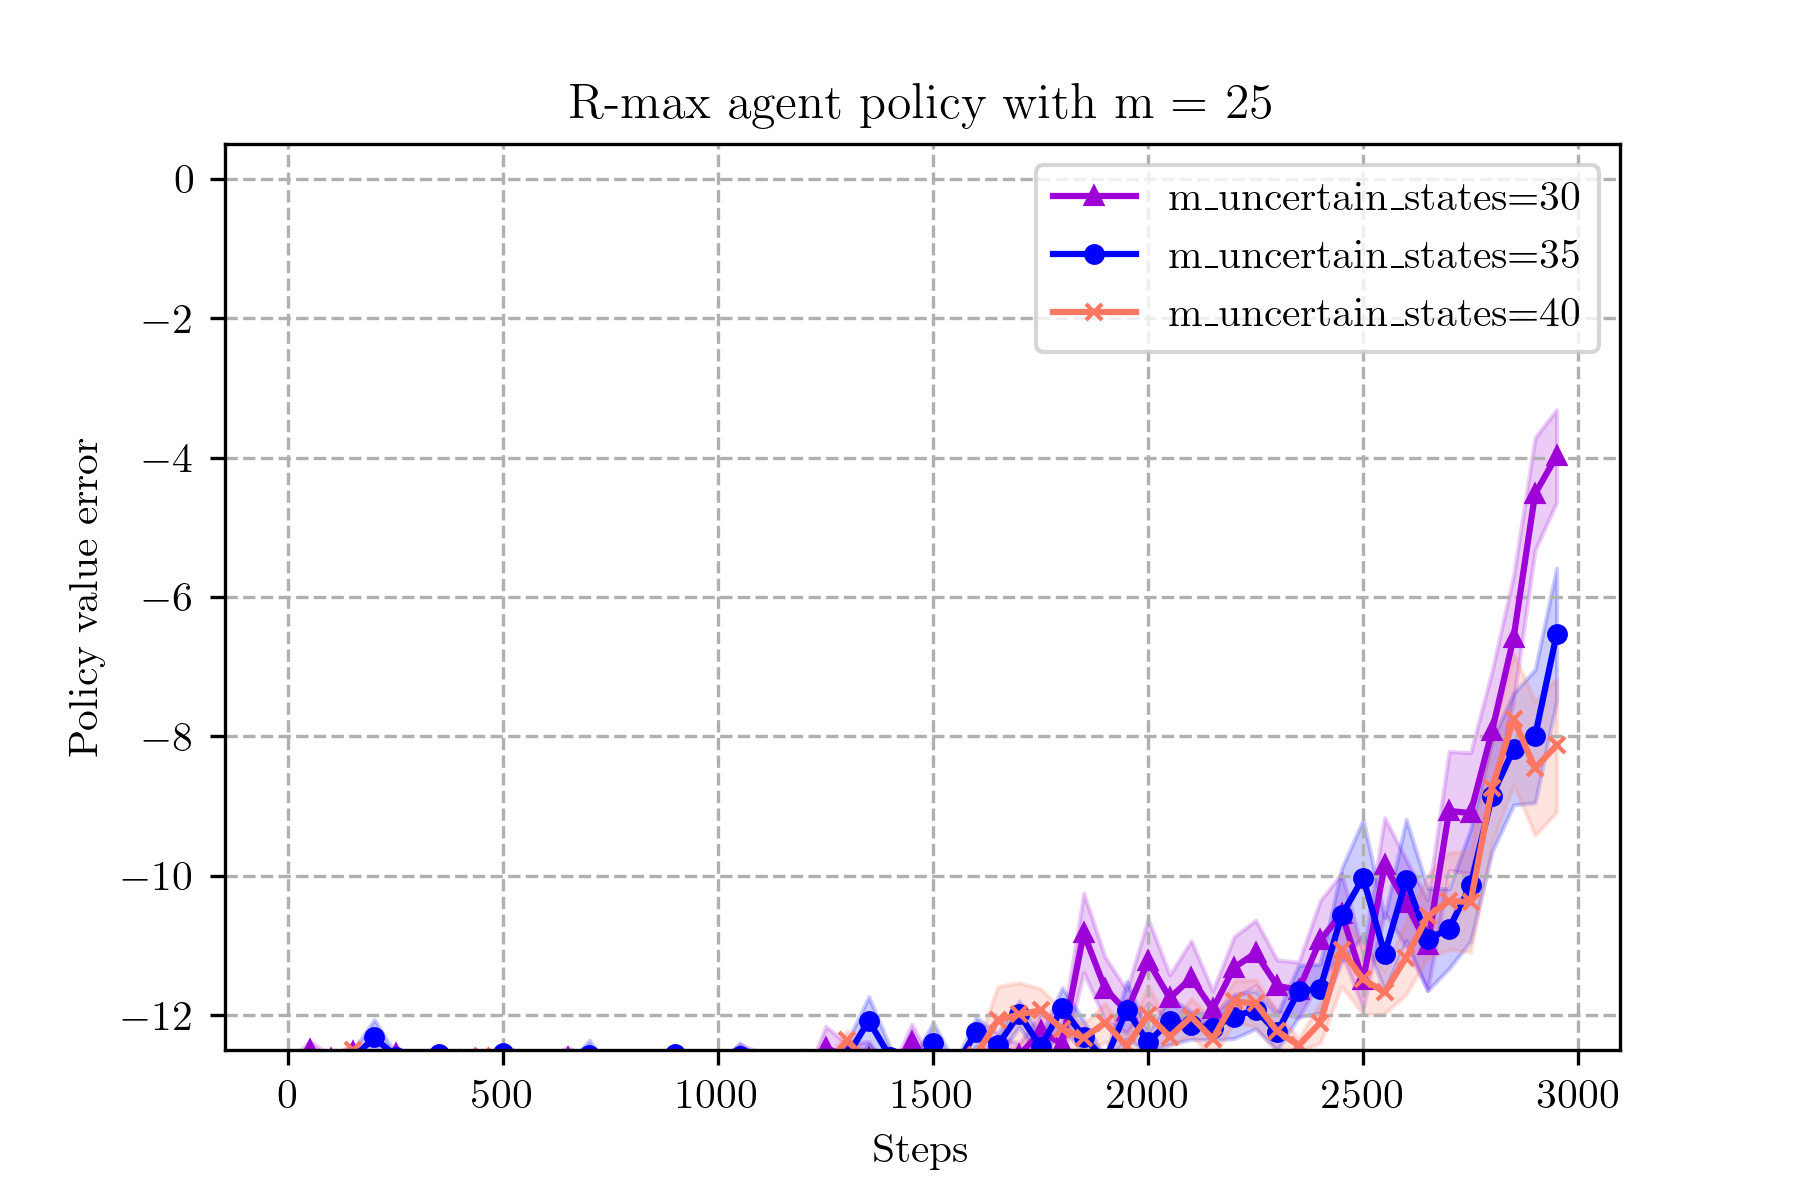 R-max agent policy with m = 25
Policy value error
0
−2
−4
−6
−8
−10
−12
m_uncertain_states=30
m_uncertain_states=35
m_uncertain_states=40
0 500 1000 1500 2000 2500 3000
Steps